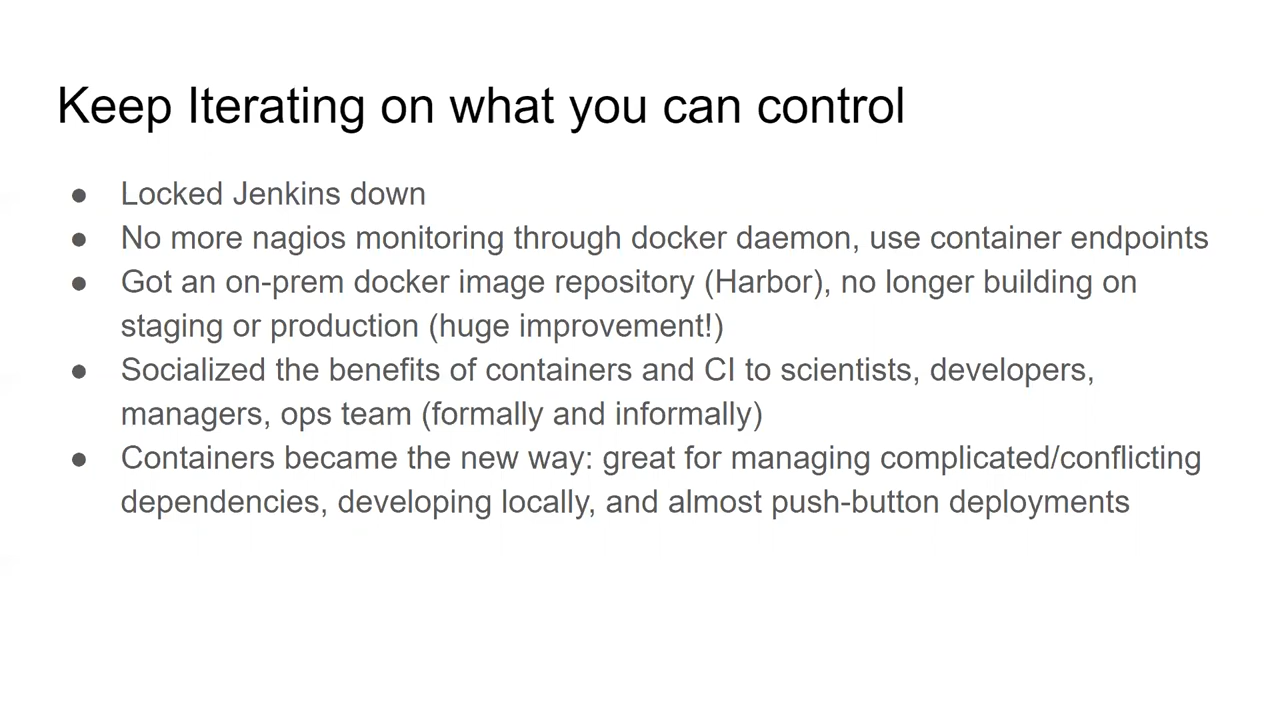 Keep Iterating on what you can control
● Locked Jenkins down
● No more nagios monitoring through docker daemon, use container endpoints
● Got an on-prem docker image repository (Harbor), no longer building on
staging or production (huge improvement!)
● Socialized the benefits of containers and CI to scientists, developers,
managers, ops team (formally and informally)
● Containers became the new way: great for managing complicated/conflicting
dependencies, developing locally, and almost push-button deployments